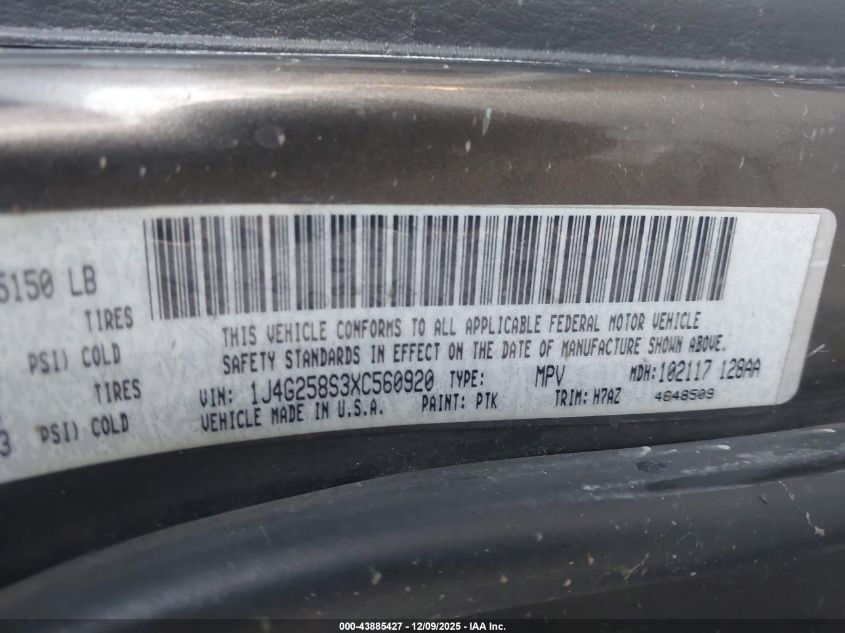 5150 LB
TIRES
PSI) COLD
TIRES
3 PSI) COLD
THIS VEHICLE CONFORMS TO ALL APPLICABLE FEDERAL MOTOR VEHICLE
SAFETY STANDARDS IN EFFECT ON THE DATE OF MANUFACTURE SHOWN ABOVE.
VIN: 1J4G258S3XC560920 TYPE: MPV MDH:102117 128AA
VEHICLE MADE IN U.S.A. PAINT: PTK TRIM: H7AZ 4648509
000-43885427 - 12/09/2025 - IAA Inc.